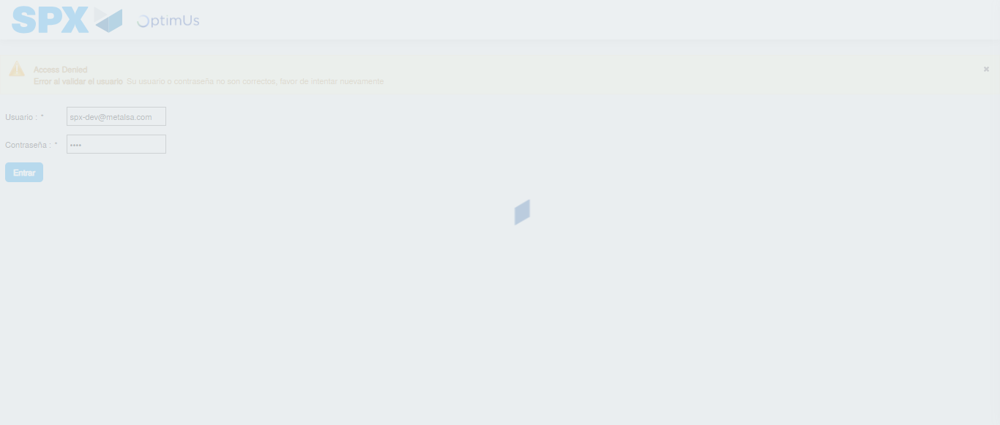 SPX OptimUs
Access Denied
Error al validar el usuario Su usuario o contraseña no son correctos, favor de intentar nuevamente
Usuario : * spx-dev@metalsa.com
Contraseña : * ••••
Entrar